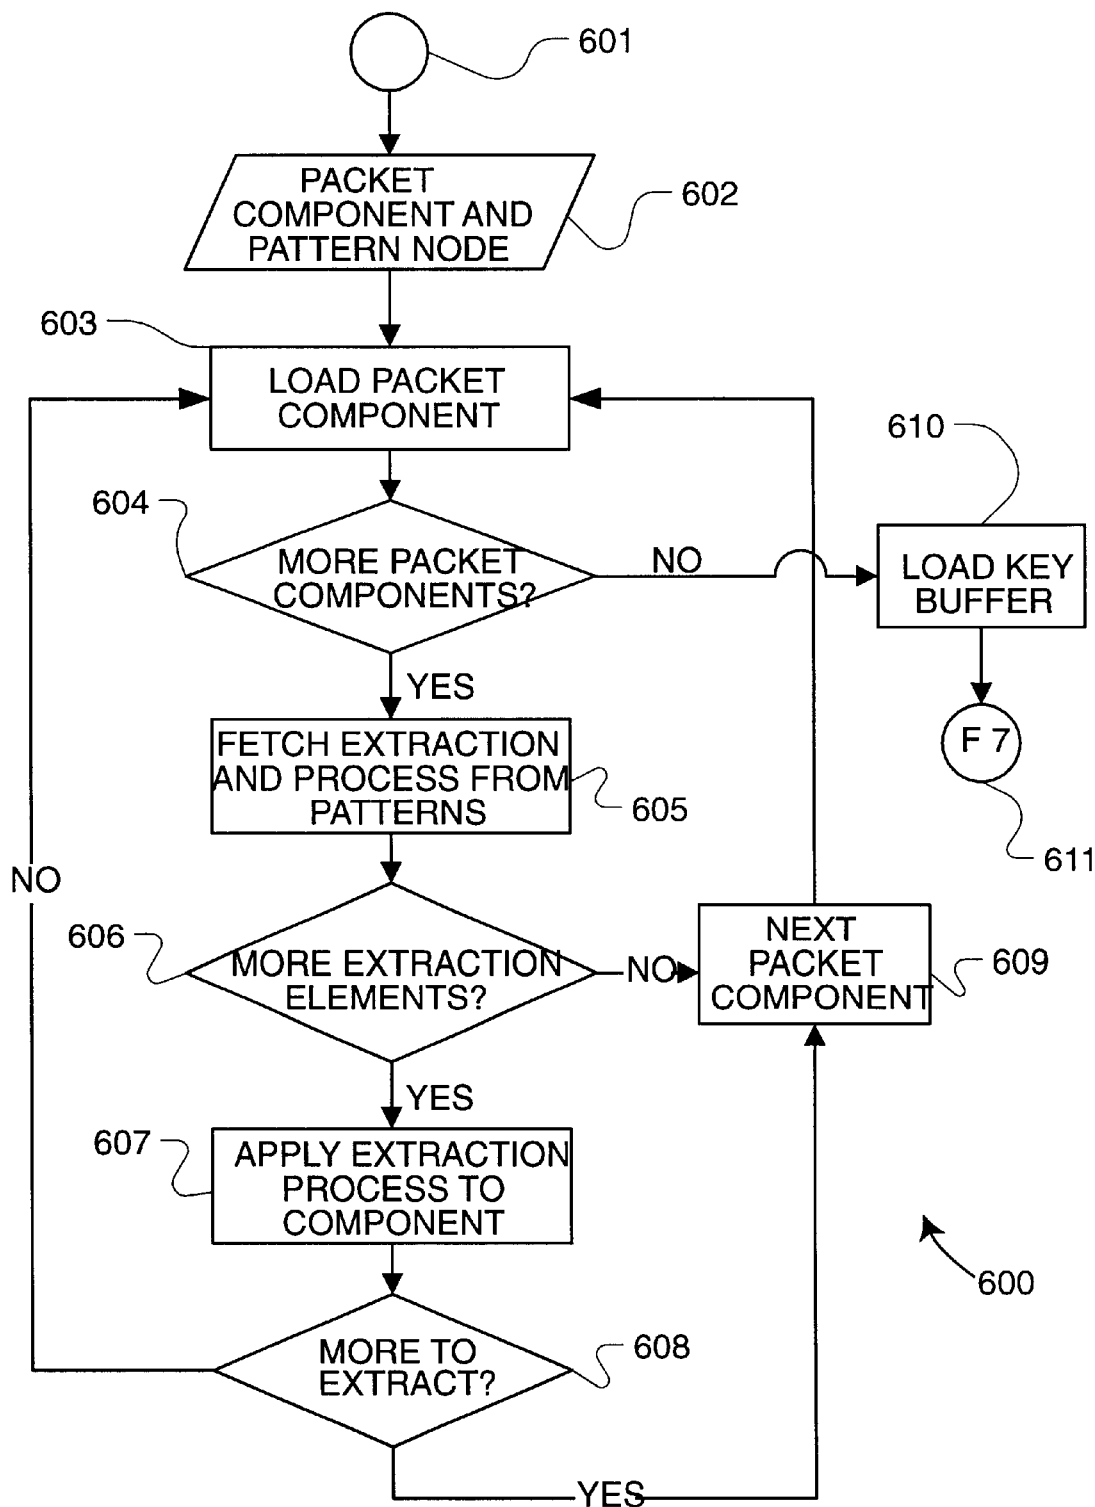 601
PACKET
COMPONENT AND
PATTERN NODE
602
603
LOAD PACKET
COMPONENT
610
604
MORE PACKET
COMPONENTS?
NO
LOAD KEY
BUFFER
YES
FETCH EXTRACTION
AND PROCESS FROM
PATTERNS
605
F 7
611
NO
606
MORE EXTRACTION
ELEMENTS?
NO
NEXT
PACKET
COMPONENT
609
YES
607
APPLY EXTRACTION
PROCESS TO
COMPONENT
600
MORE TO
EXTRACT?
608
YES